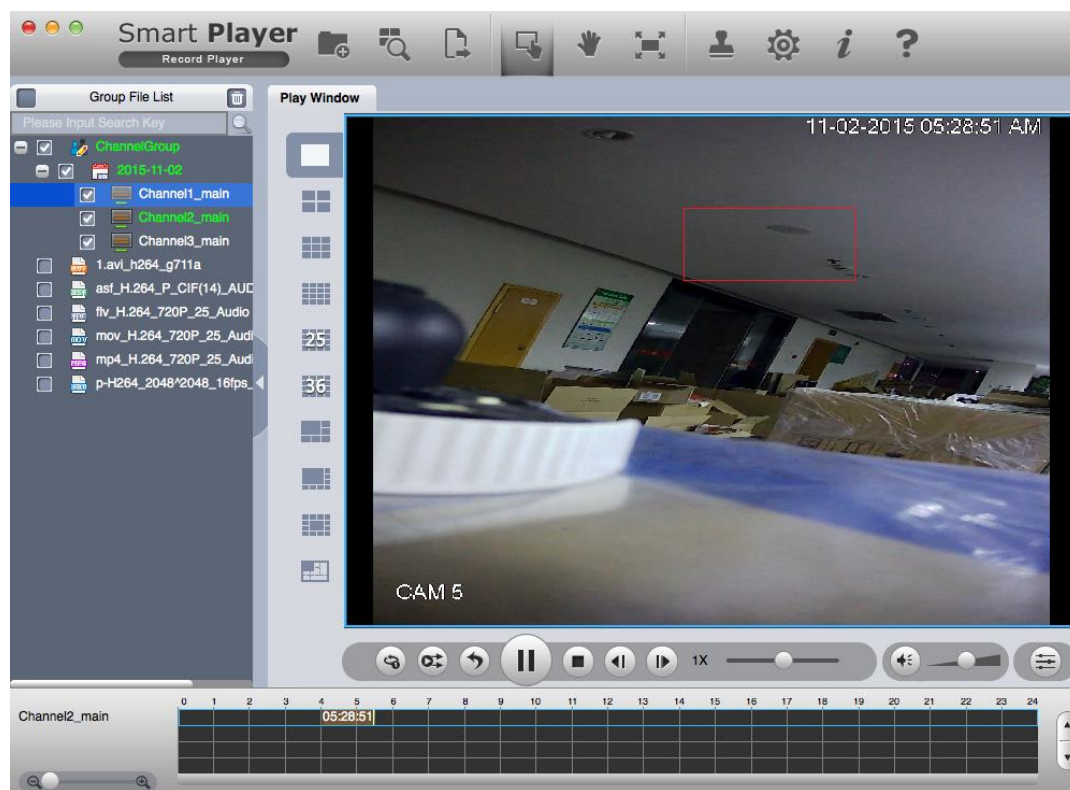 Smart Player
Record Player
Group File List
Play Window
Please Input Search Key
11-02-2015 05:28:51 AM
ChannelGroup
2015-11-02
Channel1_main
Channel2_main
Channel3_main
1.avi_h264_g711a
asf_H.264_P_CIF(14)_AUD
flv_H.264_720P_25_Audio
mov_H.264_720P_25_Audi
mp4_H.264_720P_25_Audi
p-H264_2048^2048_16fps_
25
36
CAM 5
1X
0 1 2 3 4 5 6 7 8 9 10 11 12 13 14 15 16 17 18 19 20 21 22 23 24
Channel2_main
05:28:51